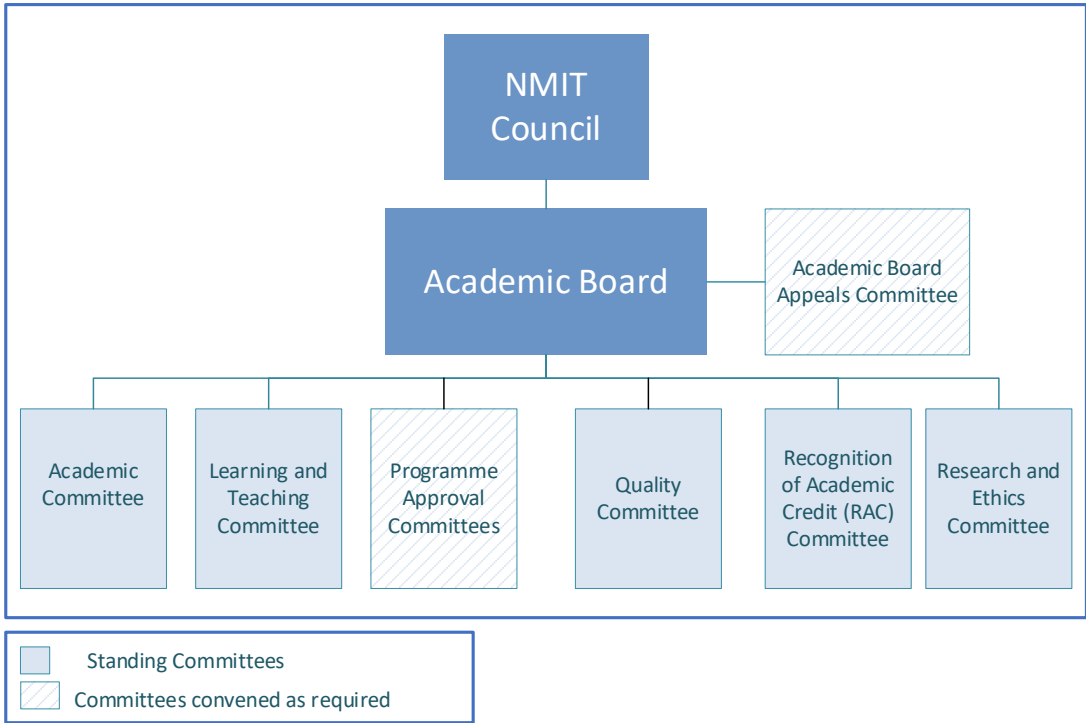 NMIT
Council
Academic Board
Academic Board
Appeals Committee
Academic
Committee
Learning and
Teaching
Committee
Programme
Approval
Committees
Quality
Committee
Recognition
of Academic
Credit (RAC)
Committee
Research and
Ethics
Committee
Standing Committees
Committees convened as required